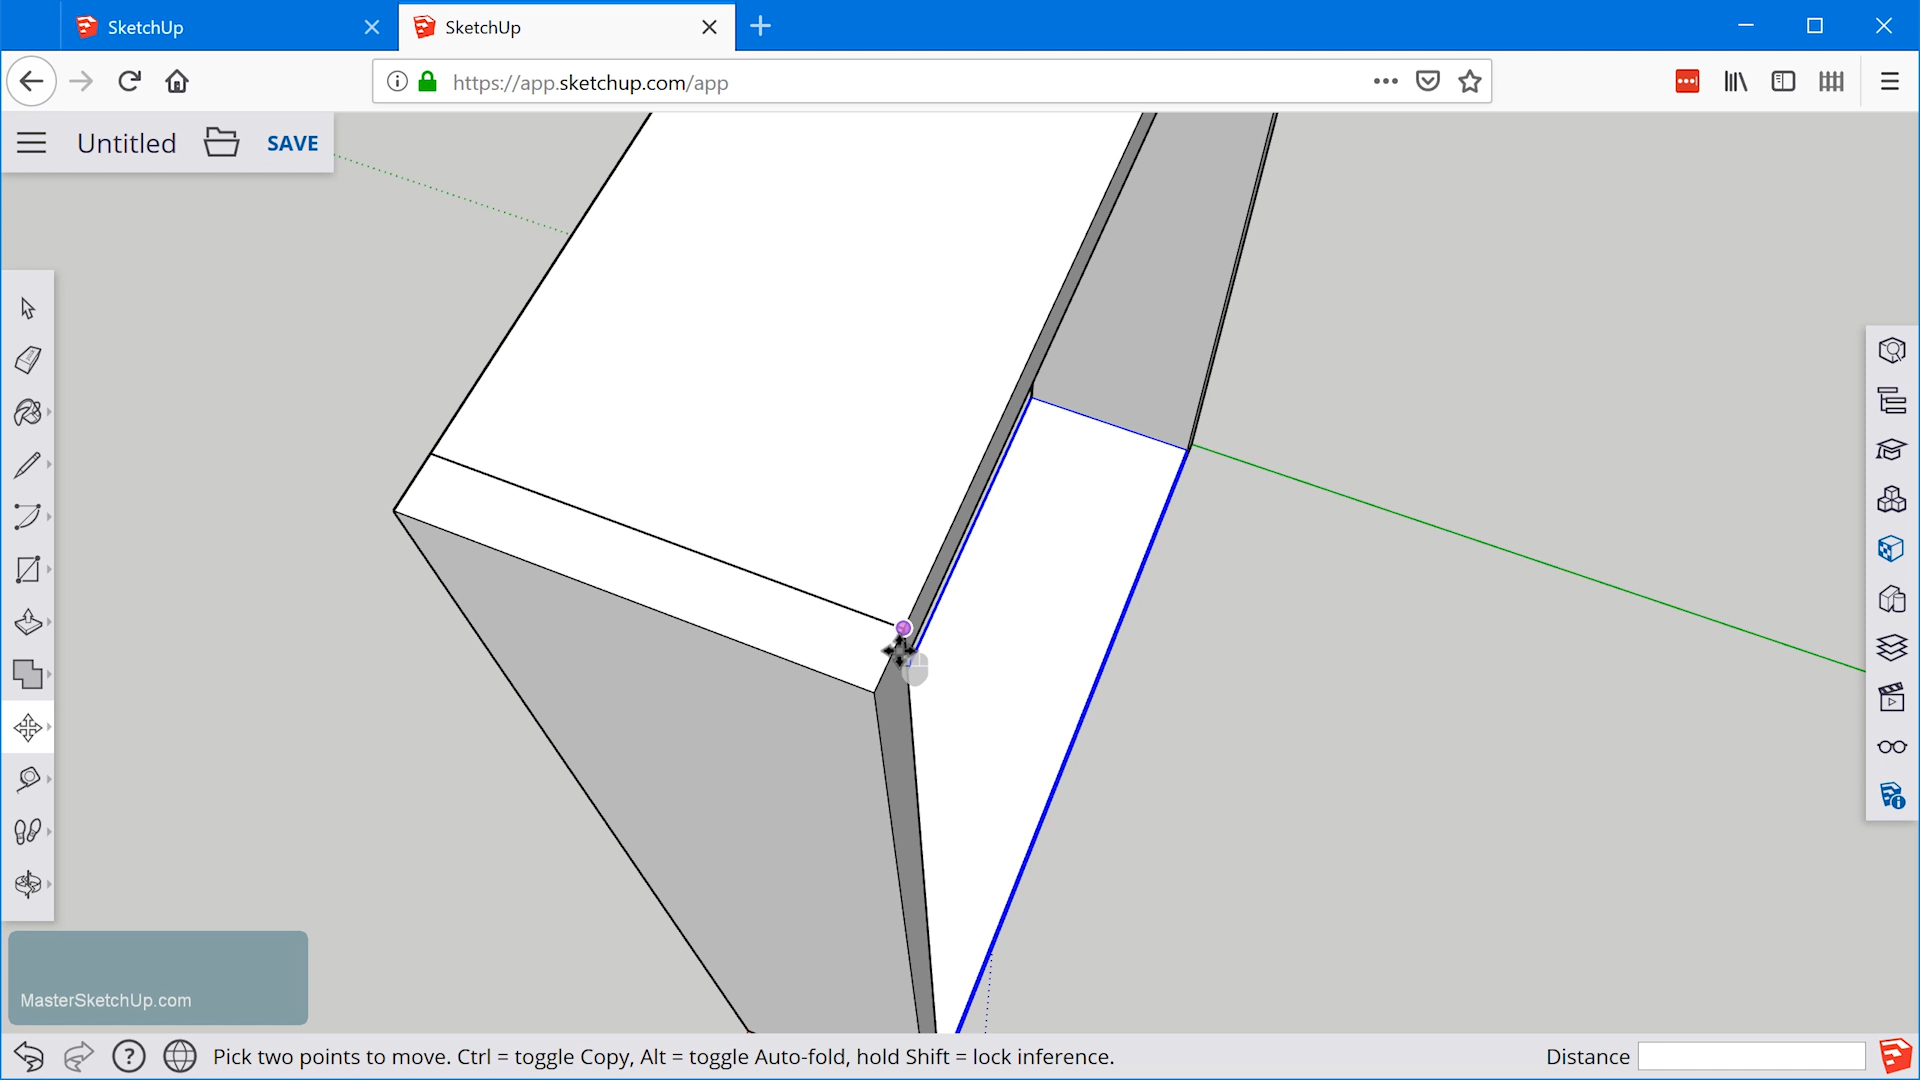 SketchUp
SketchUp
https://app.sketchup.com/app
Untitled
SAVE
MasterSketchUp.com
Pick two points to move. Ctrl = toggle Copy, Alt = toggle Auto-fold, hold Shift = lock inference.
Distance